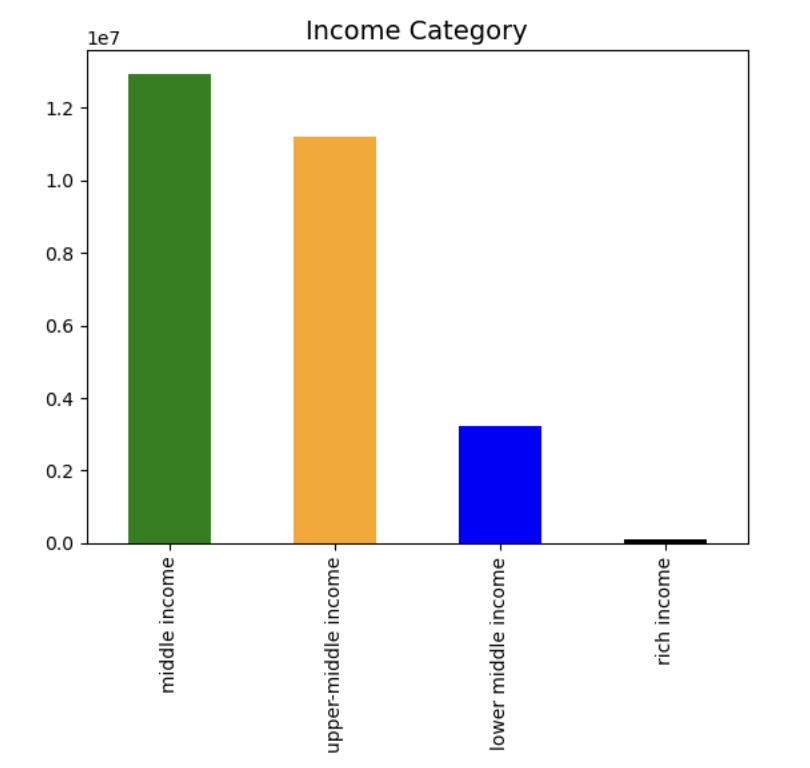 Income Category
1e7
1.2
1.0
0.8
0.6
0.4
0.2
0.0
middle income
upper-middle income
lower middle income
rich income